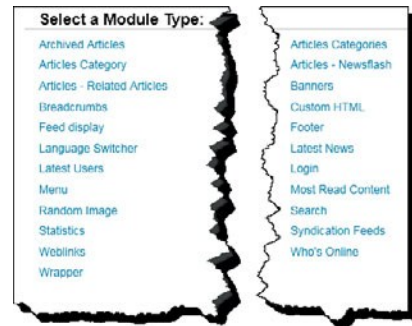 Select a Module Type:
Archived Articles
Articles Category
Articles - Related Articles
Breadcrumbs
Feed display
Language Switcher
Latest Users
Menu
Random Image
Statistics
Weblinks
Wrapper
Articles Categories
Articles - Newsflash
Banners
Custom HTML
Footer
Latest News
Login
Most Read Content
Search
Syndication Feeds
Who's Online